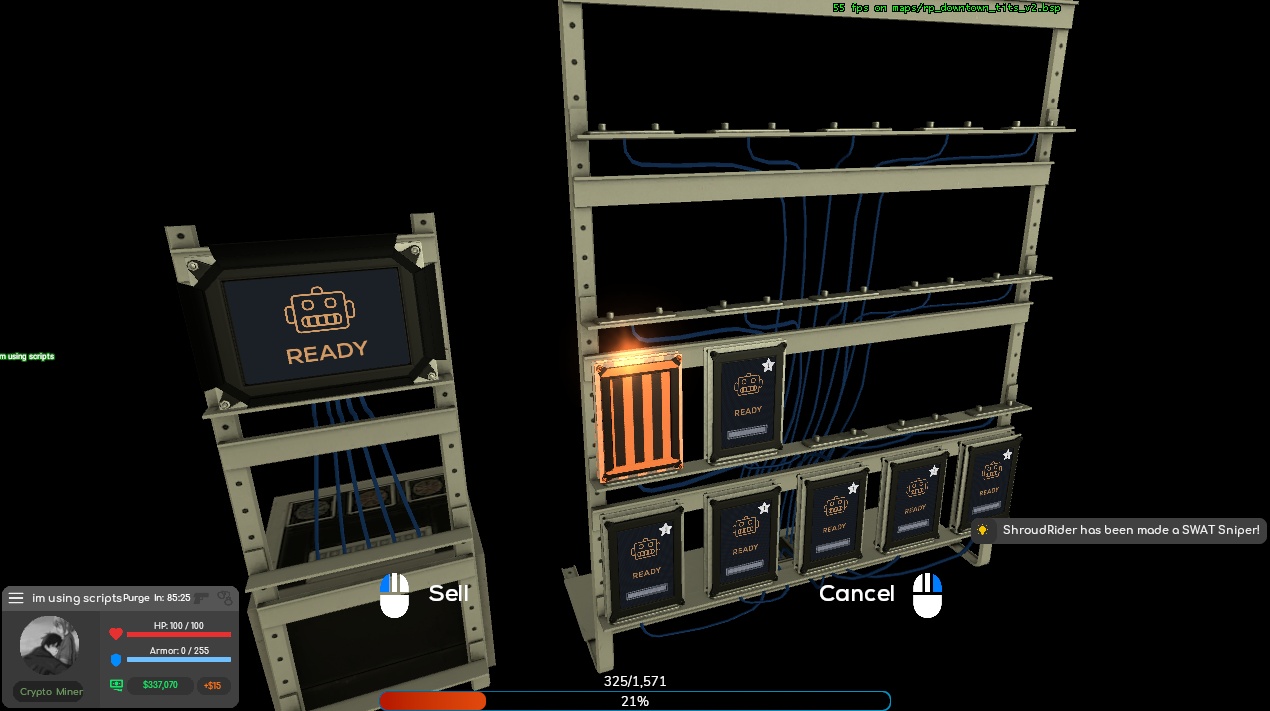 55 fps on maps/rp_downtown_tits_v2.bsp
READY
READY
m using scripts
READY
READY
READY
READY
READY
ShroudRider has been made a SWAT Sniper!
Sell
Cancel
im using scripts
Purge In: 85:25
HP: 100 / 100
Armor: 0 / 255
$337,070
+$15
Crypto Miner
325/1,571
21%